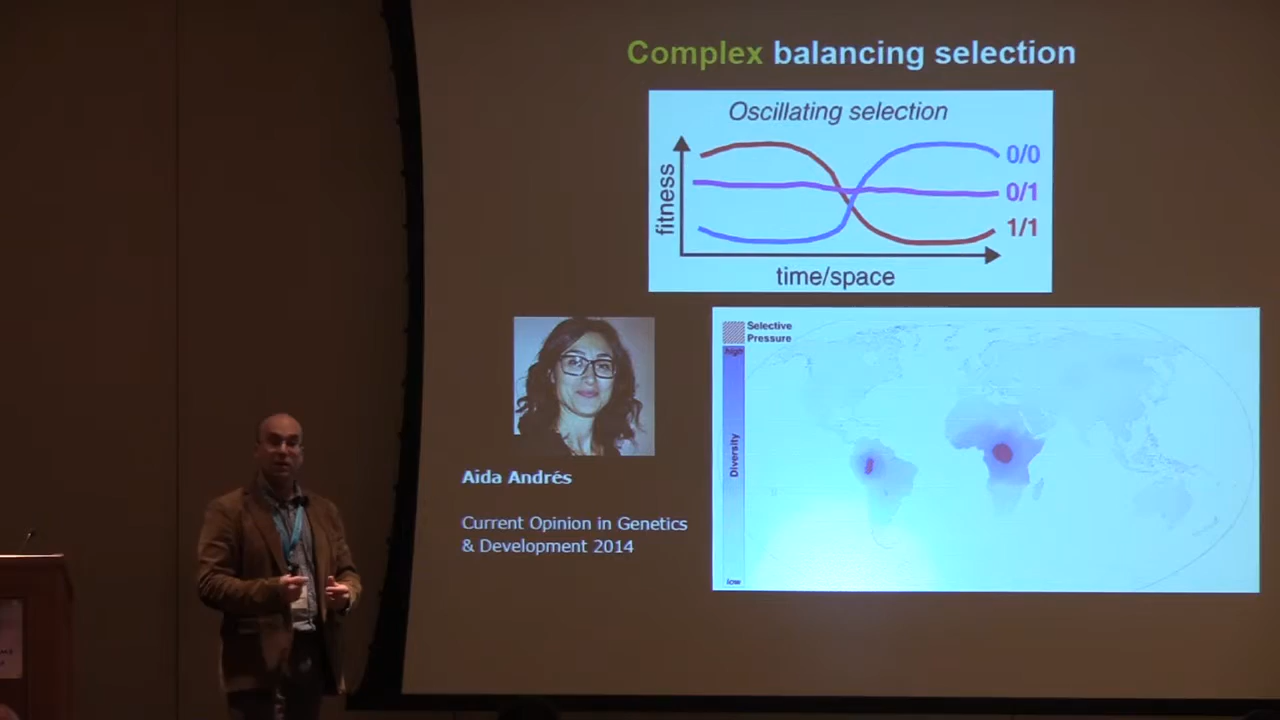 Complex balancing selection
Oscillating selection
fitness
0/0
0/1
1/1
time/space
Selective
Pressure
high
Diversity
low
Aida Andrés
Current Opinion in Genetics
& Development 2014